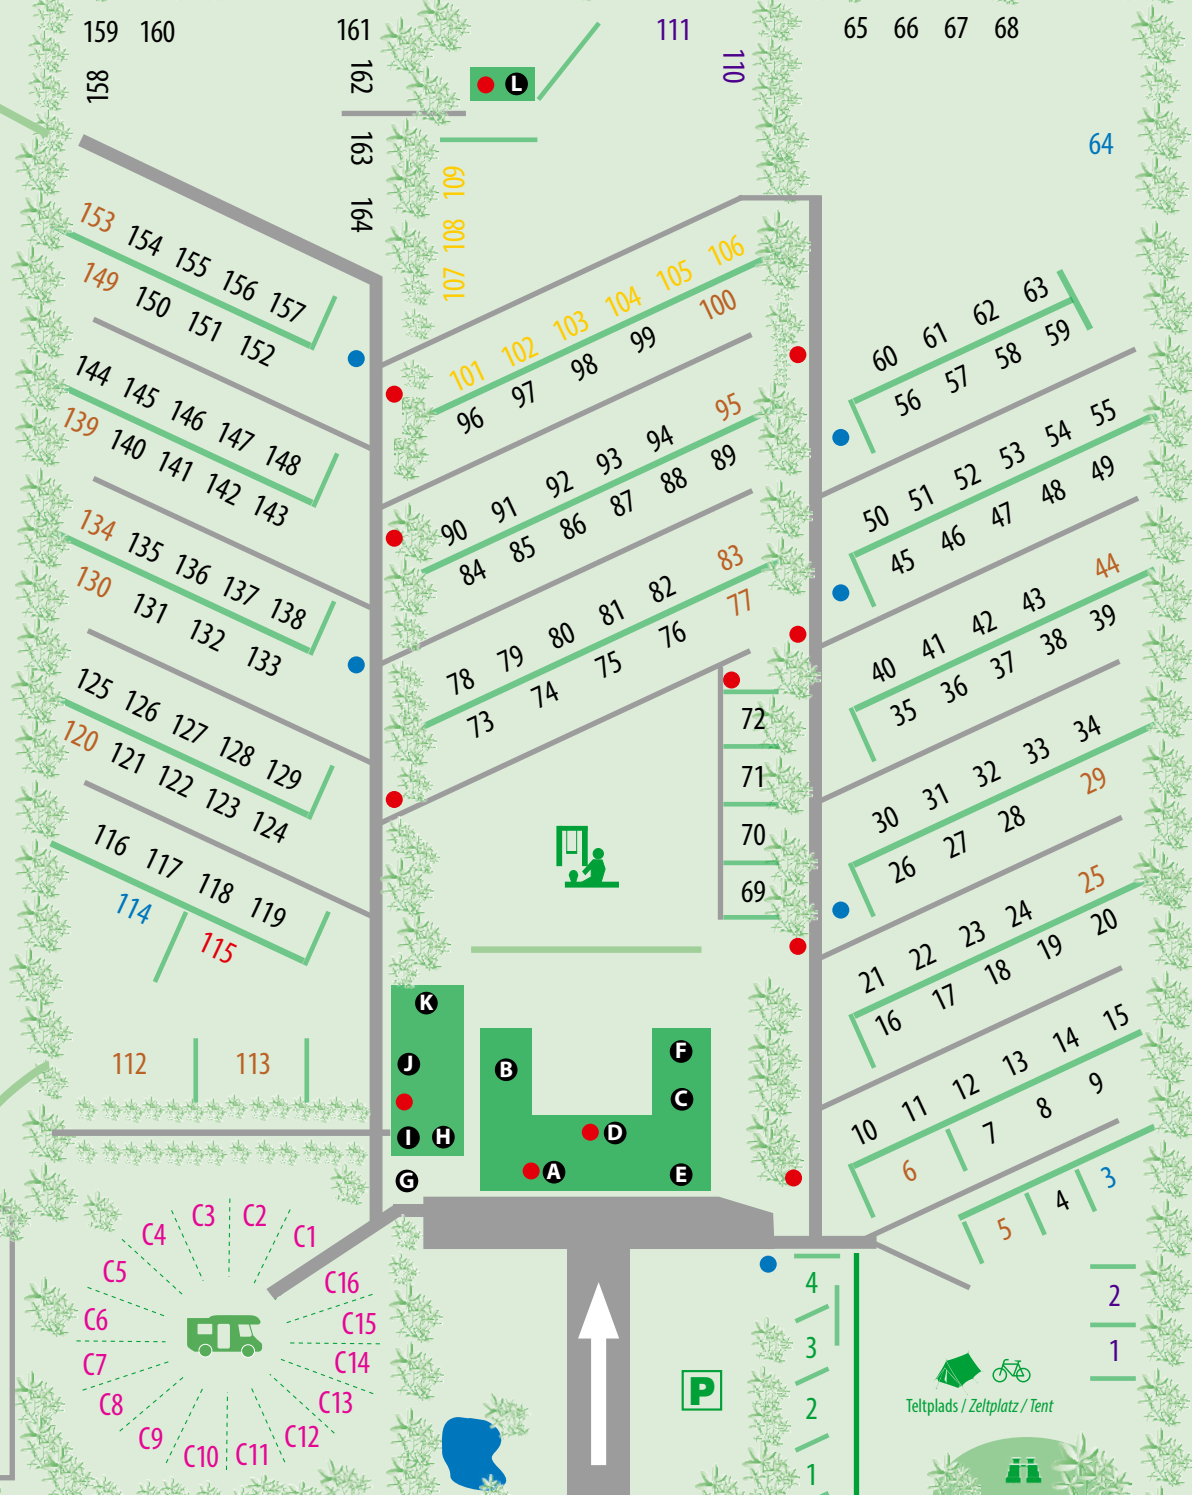 159 160 161 111 65 66 67 68
158 162 L 110
163 64
164 109
108
107
153 154 155 156 157
149 150 151 152
144 145 146 147 148
139 140 141 142 143
134 135 136 137 138
130 131 132 133
125 126 127 128 129
120 121 122 123 124
116 117 118 119
114 115
112 113
101 102 103 104 105 106
96 97 98 99 100
90 91 92 93 94 95
84 85 86 87 88 89
78 79 80 81 82 83
73 74 75 76 77
72
71
70
69
60 61 62 63
56 57 58 59
50 51 52 53 54 55
45 46 47 48 49
40 41 42 43 44
35 36 37 38 39
30 31 32 33 34
26 27 28 29
21 22 23 24 25
16 17 18 19 20
10 11 12 13 14 15
6 7 8 9
5 4 3
K
J
I H
G
B
F
C
D
A
E
C1
C2
C3
C4
C5
C6
C7
C8
C9
C10
C11
C12
C13
C14
C15
C16
4
3
2
1
P
2
1
Teltplads / Zeltplatz / Tent